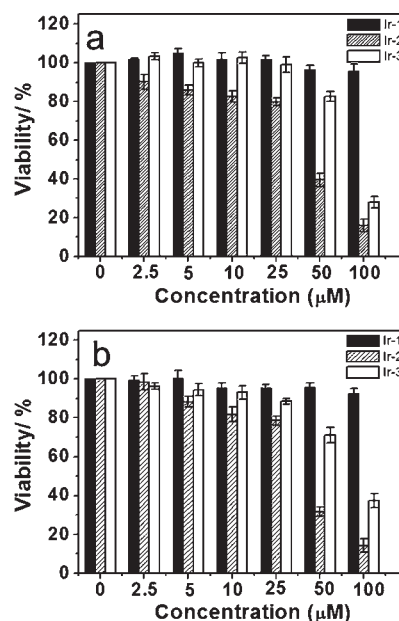 a
Ir-1
Ir-2
Ir-3
120
100
80
60
40
20
0
Viability/ %
0 2.5 5 10 25 50 100
Concentration (μM)
b
Ir-1
Ir-2
Ir-3
120
100
80
60
40
20
0
Viability/ %
0 2.5 5 10 25 50 100
Concentration (μM)